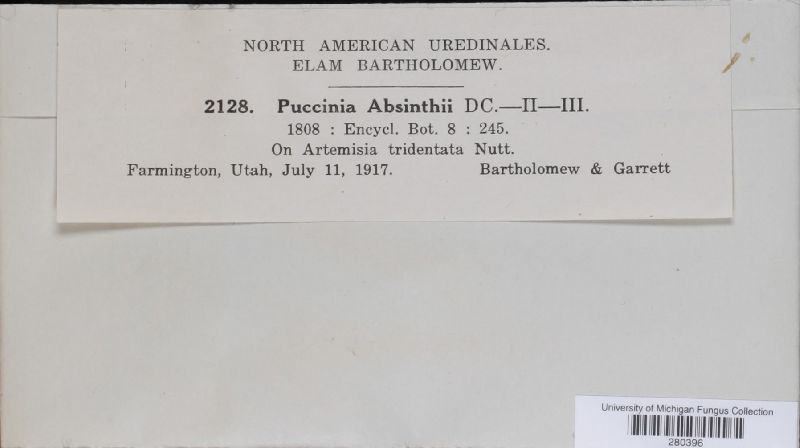 NORTH AMERICAN UREDINALES.
ELAM BARTHOLOMEW.
2128. Puccinia Absinthii DC.—II—III.
1808 : Encycl. Bot. 8 : 245.
On Artemisia tridentata Nutt.
Farmington, Utah, July 11, 1917. Bartholomew & Garrett
University of Michigan Fungus Collection
280396